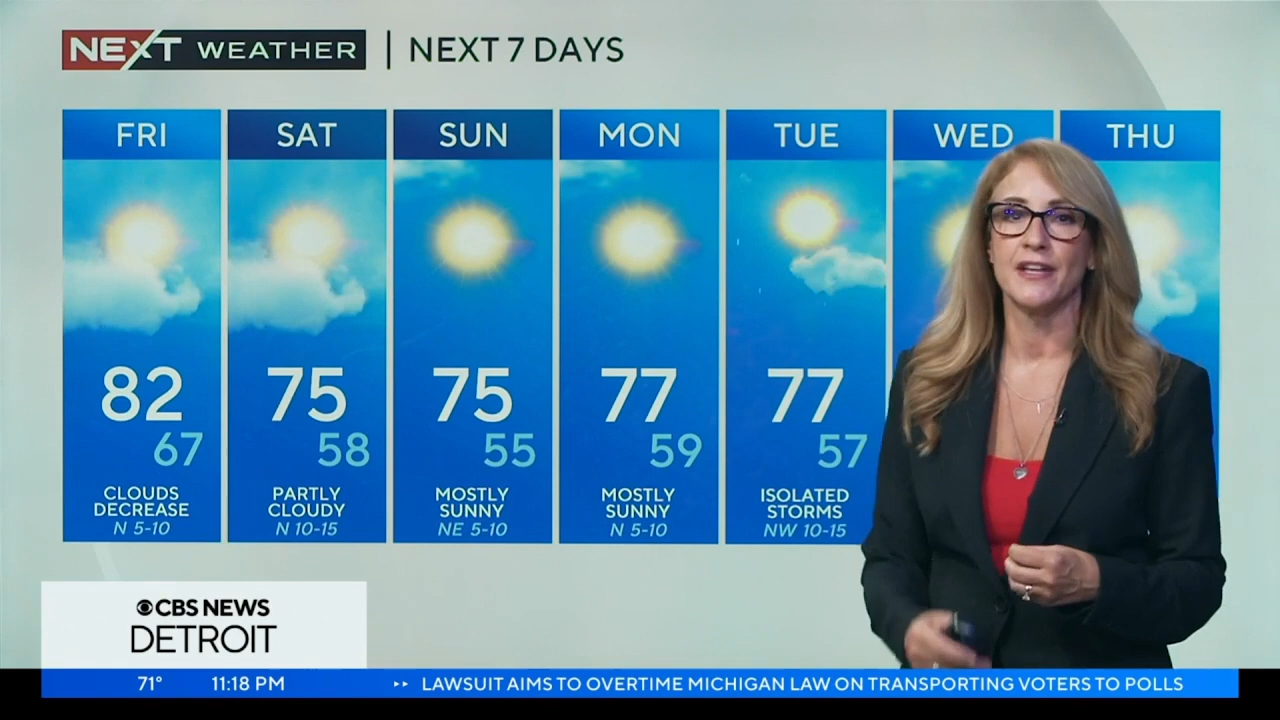 NEXT WEATHER | NEXT 7 DAYS
FRI
82
67
CLOUDS
DECREASE
N 5-10
SAT
75
58
PARTLY
CLOUDY
N 10-15
SUN
75
55
MOSTLY
SUNNY
NE 5-10
MON
77
59
MOSTLY
SUNNY
N 5-10
TUE
77
57
ISOLATED
STORMS
NW 10-15
WED
THU
CBS NEWS
DETROIT
71° 11:18 PM LAWSUIT AIMS TO OVERTIME MICHIGAN LAW ON TRANSPORTING VOTERS TO POLLS